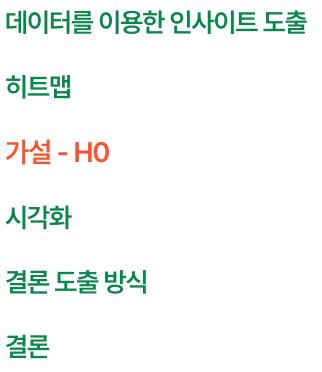 데이터를 이용한 인사이트 도출
히트맵
가설 - H0
시각화
결론 도출 방식
결론